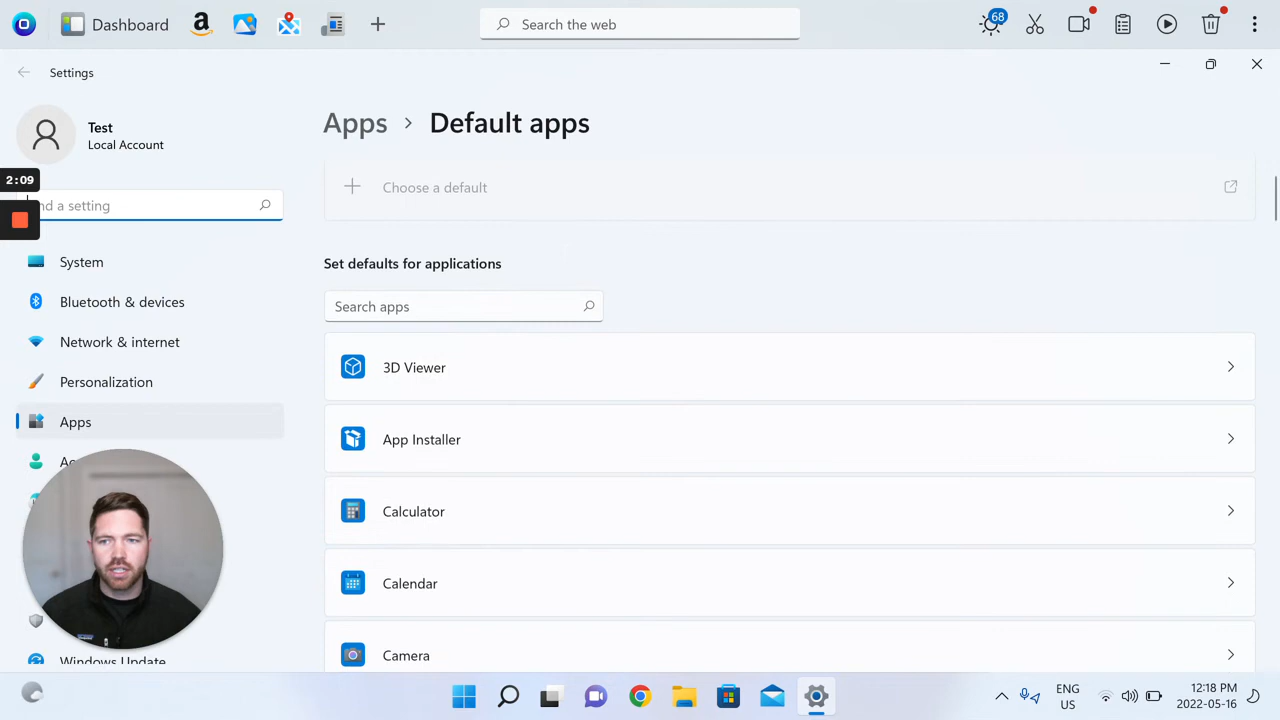 Dashboard
Search the web
68
Settings
Test
Local Account
2:09
nd a setting
System
Bluetooth & devices
Network & internet
Personalization
Apps
Windows Update
Apps > Default apps
Choose a default
Set defaults for applications
Search apps
3D Viewer
App Installer
Calculator
Calendar
Camera
ENG
US
12:18 PM
2022-05-16